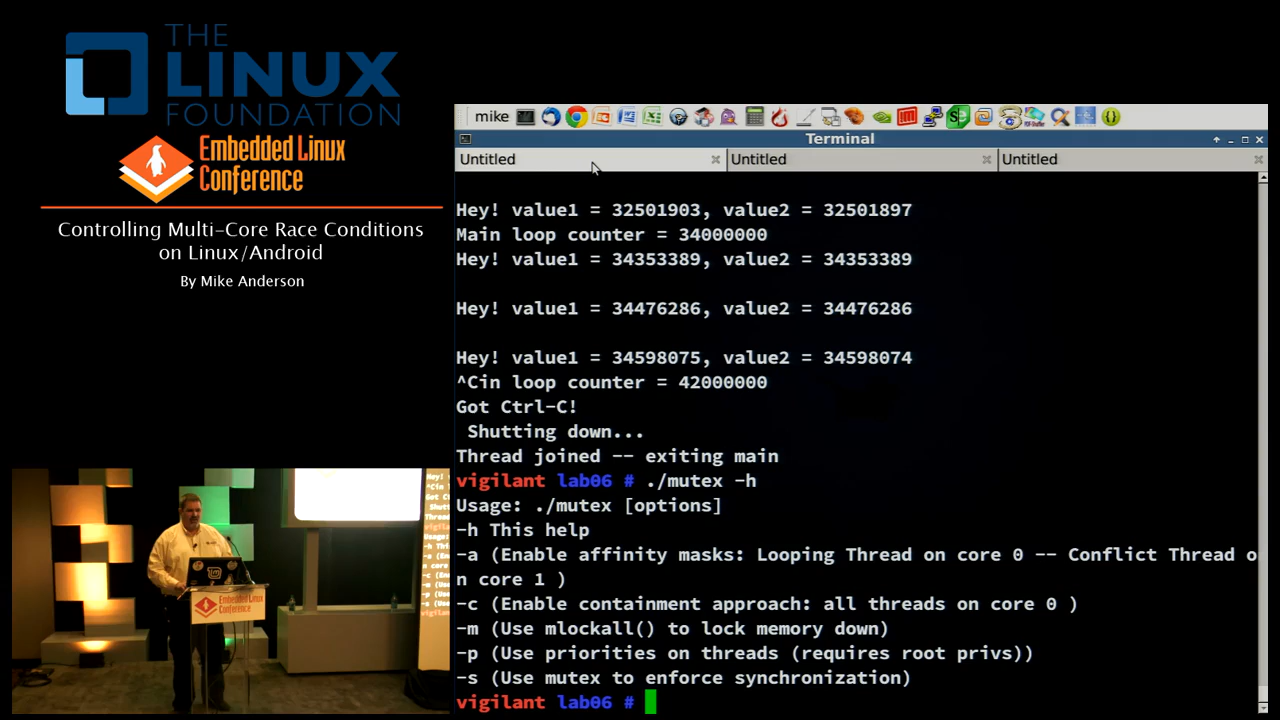 THE
LINUX
FOUNDATION
Embedded Linux
Conference
Controlling Multi-Core Race Conditions
on Linux/Android
By Mike Anderson
mike
Terminal
Untitled
Untitled
Untitled
Hey! value1 = 32501903, value2 = 32501897
Main loop counter = 34000000
Hey! value1 = 34353389, value2 = 34353389
Hey! value1 = 34476286, value2 = 34476286
Hey! value1 = 34598075, value2 = 34598074
^Cin loop counter = 42000000
Got Ctrl-C!
Shutting down...
Thread joined -- exiting main
vigilant lab06 # ./mutex -h
Usage: ./mutex [options]
-h This help
-a (Enable affinity masks: Looping Thread on core 0 -- Conflict Thread o
n core 1 )
-c (Enable containment approach: all threads on core 0 )
-m (Use mlockall() to lock memory down)
-p (Use priorities on threads (requires root privs))
-s (Use mutex to enforce synchronization)
vigilant lab06 #
Embedded Linux
Conference